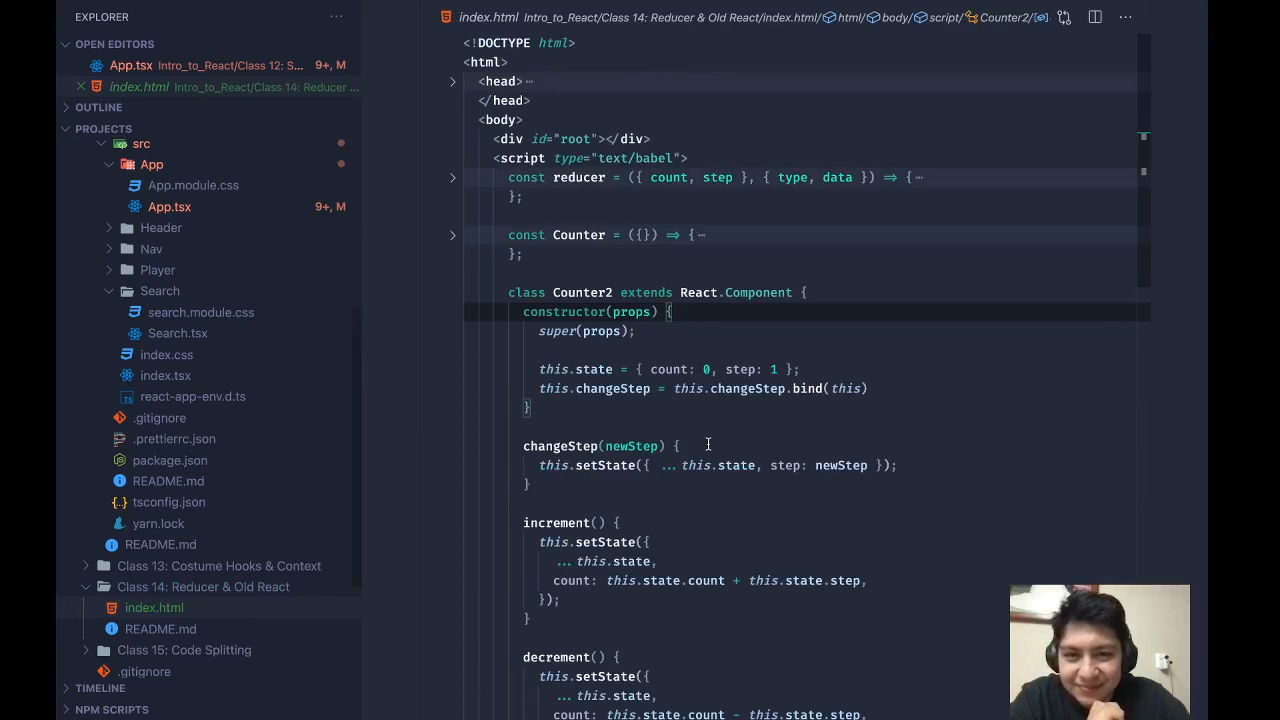 EXPLORER
OPEN EDITORS
App.tsx Intro_to_React/Class 12: S... 9+, M
index.html Intro_to_React/Class 14: Reducer ...
OUTLINE
PROJECTS
src
App
App.module.css
App.tsx 9+, M
Header
Nav
Player
Search
search.module.css
Search.tsx
index.css
index.tsx
react-app-env.d.ts
.gitignore
.prettierrc.json
package.json
README.md
tsconfig.json
yarn.lock
README.md
Class 13: Costume Hooks & Context
Class 14: Reducer & Old React
index.html
README.md
Class 15: Code Splitting
.gitignore
TIMELINE
NPM SCRIPTS
index.html Intro_to_React/Class 14: Reducer & Old React/index.html/html/body/script/Counter2/
<!DOCTYPE html>
<html>
<head>…
</head>
<body>
<div id="root"></div>
<script type="text/babel">
const reducer = ({ count, step }, { type, data }) => {…
};
const Counter = ({}) => {…
};
class Counter2 extends React.Component {
constructor(props) {
super(props);
this.state = { count: 0, step: 1 };
this.changeStep = this.changeStep.bind(this)
}
changeStep(newStep) {
this.setState({ ...this.state, step: newStep });
}
increment() {
this.setState({
...this.state,
count: this.state.count + this.state.step,
});
}
decrement() {
this.setState({
...this.state,
count: this.state.count - this.state.step,